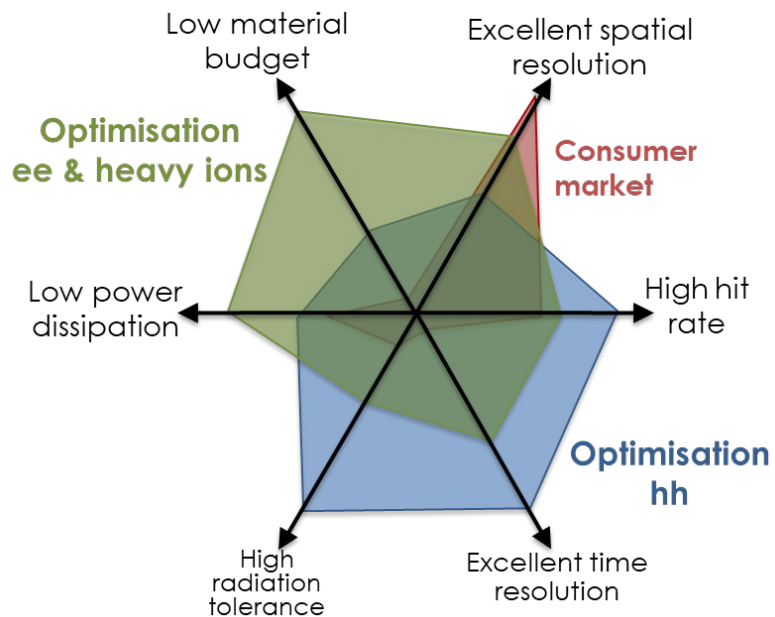 Low material
budget
Excellent spatial
resolution
Optimisation
ee & heavy ions
Consumer
market
Low power
dissipation
High hit
rate
Optimisation
hh
High
radiation
tolerance
Excellent time
resolution